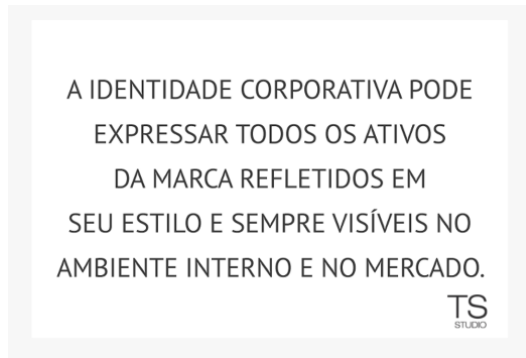 A IDENTIDADE CORPORATIVA PODE
EXPRESSAR TODOS OS ATIVOS
DA MARCA REFLETIDOS EM
SEU ESTILO E SEMPRE VISÍVEIS NO
AMBIENTE INTERNO E NO MERCADO.
TS
STUDIO